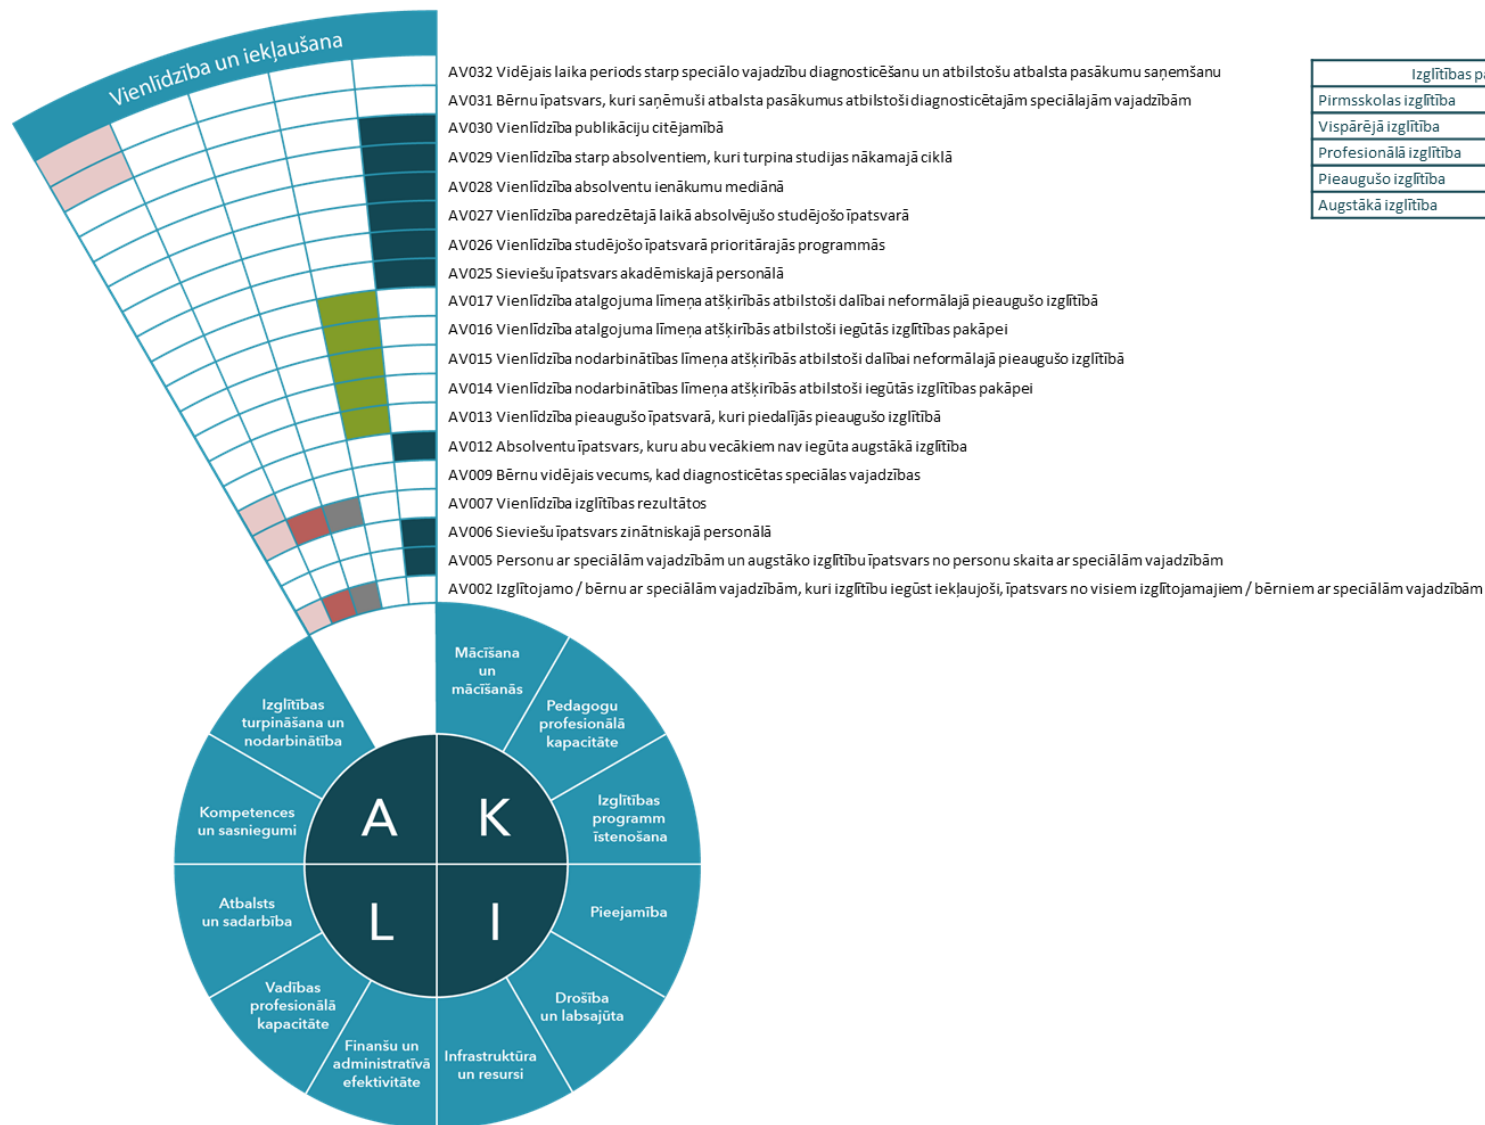 Vienlīdzība un iekļaušana
AV032 Vidējais laika periods starp speciālo vajadzību diagnosticēšanu un atbilstošu atbalsta pasākumu saņemšanu
AV031 Bērnu īpatsvars, kuri saņēmuši atbalsta pasākumus atbilstoši diagnosticētajām speciālajām vajadzībām
AV030 Vienlīdzība publikāciju citējamībā
AV029 Vienlīdzība starp absolventiem, kuri turpina studijas nākamajā ciklā
AV028 Vienlīdzība absolventu ienākumu mediānā
AV027 Vienlīdzība paredzētajā laikā absolvējušo studējošo īpatsvarā
AV026 Vienlīdzība studējošo īpatsvarā prioritārajās programmās
AV025 Sieviešu īpatsvars akadēmiskajā personālā
AV017 Vienlīdzība atalgojuma līmeņa atšķirībās atbilstoši dalībai neformālajā pieaugušo izglītībā
AV016 Vienlīdzība atalgojuma līmeņa atšķirībās atbilstoši iegūtās izglītības pakāpei
AV015 Vienlīdzība nodarbinātības līmeņa atšķirībās atbilstoši dalībai neformālajā pieaugušo izglītībā
AV014 Vienlīdzība nodarbinātības līmeņa atšķirībās atbilstoši iegūtās izglītības pakāpei
AV013 Vienlīdzība pieaugušo īpatsvarā, kuri piedalījās pieaugušo izglītībā
AV012 Absolventu īpatsvars, kuru abu vecākiem nav iegūta augstākā izglītība
AV009 Bērnu vidējais vecums, kad diagnosticētas speciālas vajadzības
AV007 Vienlīdzība izglītības rezultātos
AV006 Sieviešu īpatsvars zinātniskajā personālā
AV005 Personu ar speciālām vajadzībām un augstāko izglītību īpatsvars no personu skaita ar speciālām vajadzībām
AV002 Izglītojamo / bērnu ar speciālām vajadzībām, kuri izglītību iegūst iekļaujoši, īpatsvars no visiem izglītojamajiem / bērniem ar speciālām vajadzībām
Izglītības pa
Pirmsskolas izglītība
Vispārējā izglītība
Profesionālā izglītība
Pieaugušo izglītība
Augstākā izglītība
Mācīšana
un
mācīšanās
Pedagogu
profesionālā
kapacitāte
Izglītības
programm
īstenošana
Pieejamība
Drošība
un labsajūta
Infrastruktūra
un resursi
Finanšu un
administratīvā
efektivitāte
Vadības
profesionālā
kapacitāte
Atbalsts
un sadarbība
Kompetences
un sasniegumi
Izglītības
turpināšana un
nodarbinātība
A
K
L
I